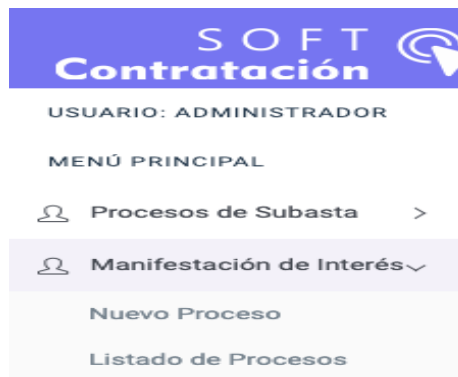 SOFT
Contratación
USUARIO: ADMINISTRADOR
MENÚ PRINCIPAL
Procesos de Subasta
Manifestación de Interés
Nuevo Proceso
Listado de Procesos